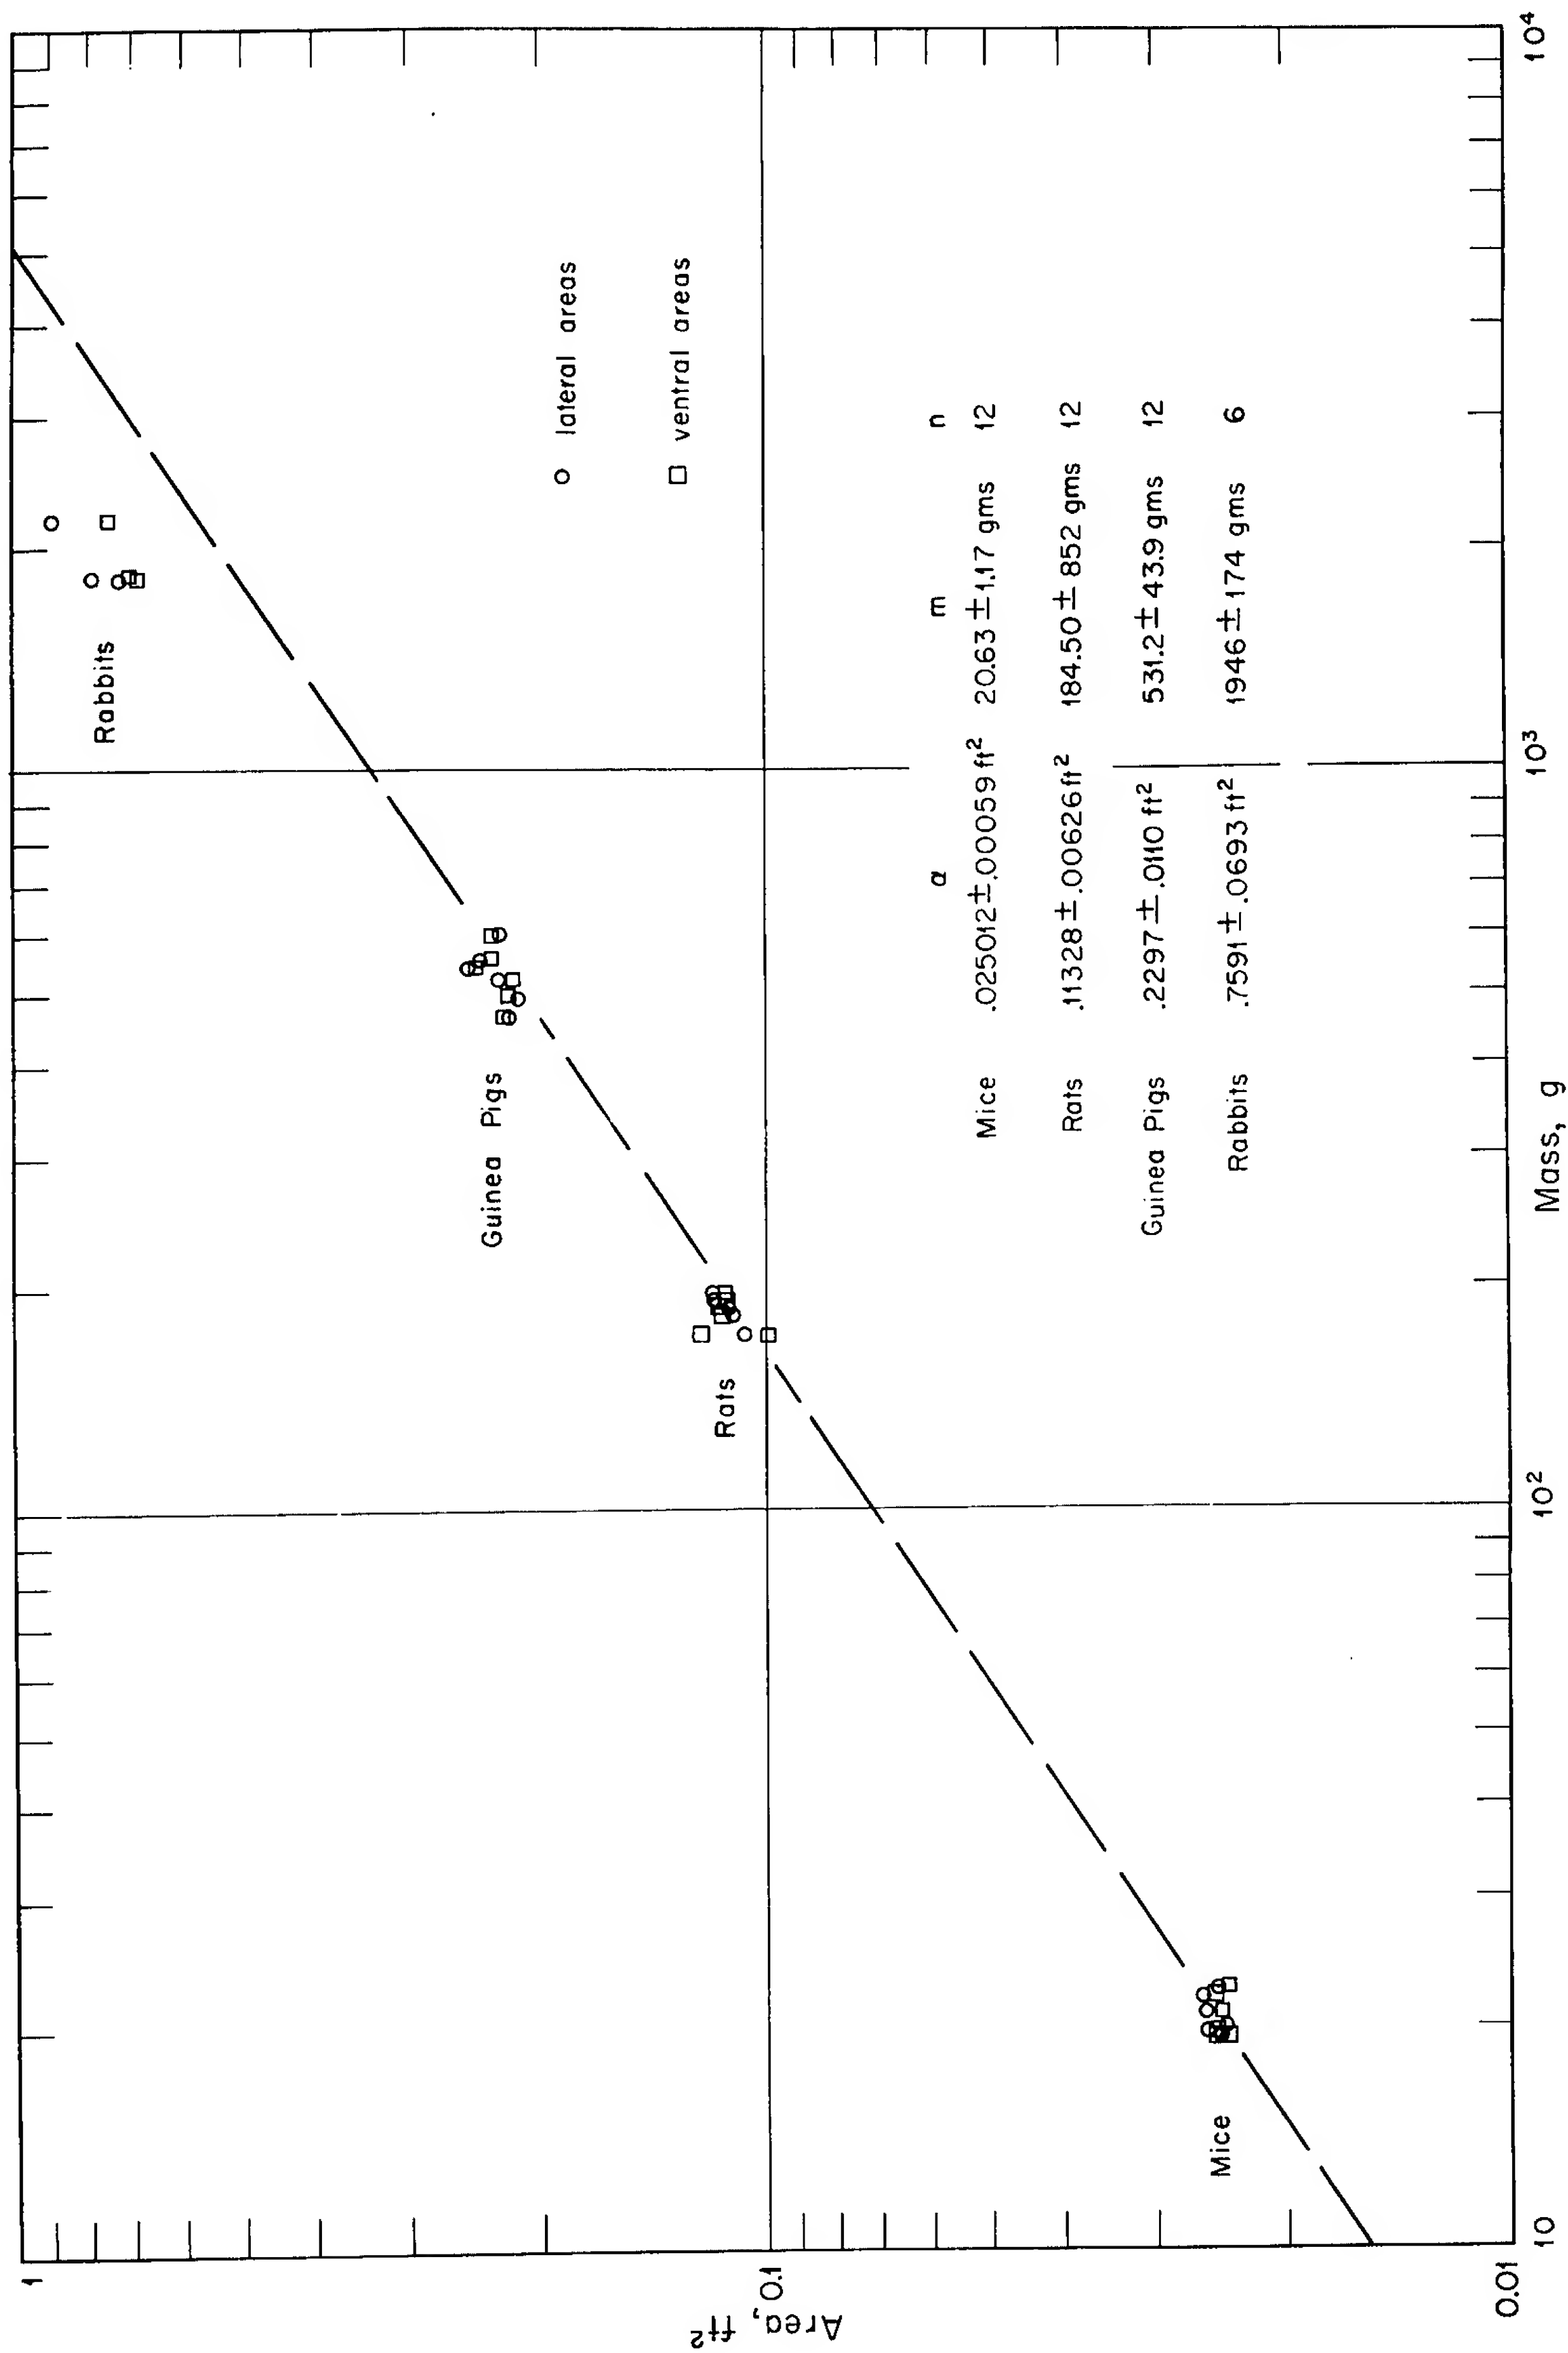 Area, ft²
1
0.1
0.01
Rabbits
Guinea Pigs
Rats
Mice
○ lateral areas
□ ventral areas
a m n
Mice .025012±.00059 ft² 20.63±1.17 gms 12
Rats .11328±.00626 ft² 184.50±852 gms 12
Guinea Pigs .2297±.0110 ft² 531.2±43.9 gms 12
Rabbits .7591±.0693 ft² 1946±174 gms 6
10 10² 10³ 10⁴
Mass, g